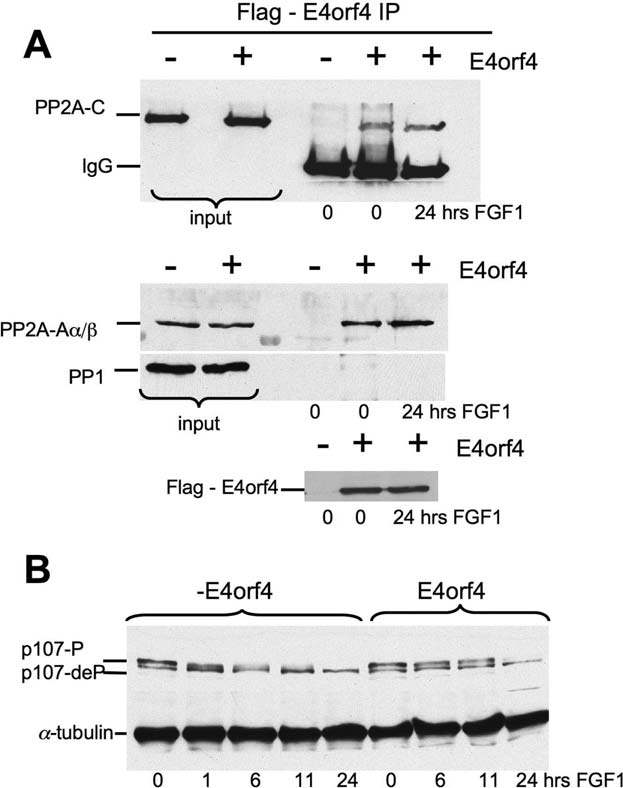 Flag - E4orf4 IP
A
- + - + + E4orf4
PP2A-C
IgG
input
0 0 24 hrs FGF1
- + - + + E4orf4
PP2A-Aα/β
PP1
input
0 0 24 hrs FGF1
- + + E4orf4
Flag - E4orf4
0 0 24 hrs FGF1
B
-E4orf4 E4orf4
p107-P
p107-deP
α-tubulin
0 1 6 11 24 0 6 11 24 hrs FGF1